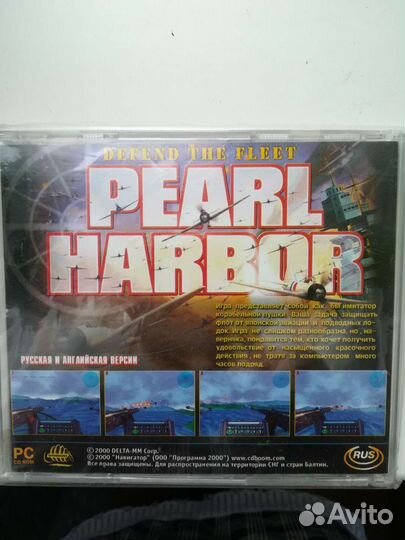 DEFEND THE FLEET
PEARL
HARBOR
Игра представляет собой как бы имитатор
корабельной пушки. Ваша задача защищать
флот от японской авиации и подводных ло-
док. Игра не слишком разнообразна, но , на-
верняка, понравится тем, кто хочет получить
удовольствие от насыщенного красочного
действия , не тратя за компьютером много
часов подряд.
РУССКАЯ И АНГЛИЙСКАЯ ВЕРСИИ
PC
CD ROM
©2000 DELTA-MM Corp.
©2000 "Навигатор" (ООО "Программа 2000") www.cdboom.com
Все права защищены. Для распространения на территории СНГ и стран Балтии.
RUS
Avito